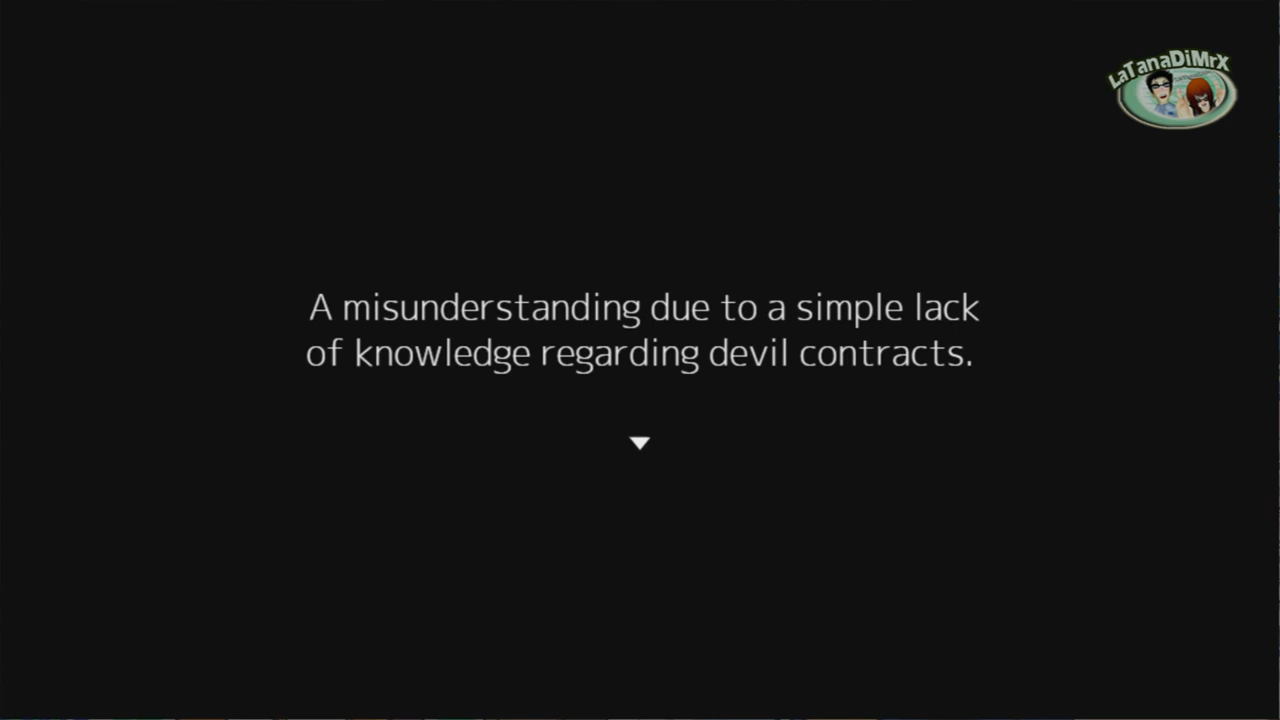 LaTanaDiMrX
A misunderstanding due to a simple lack
of knowledge regarding devil contracts.